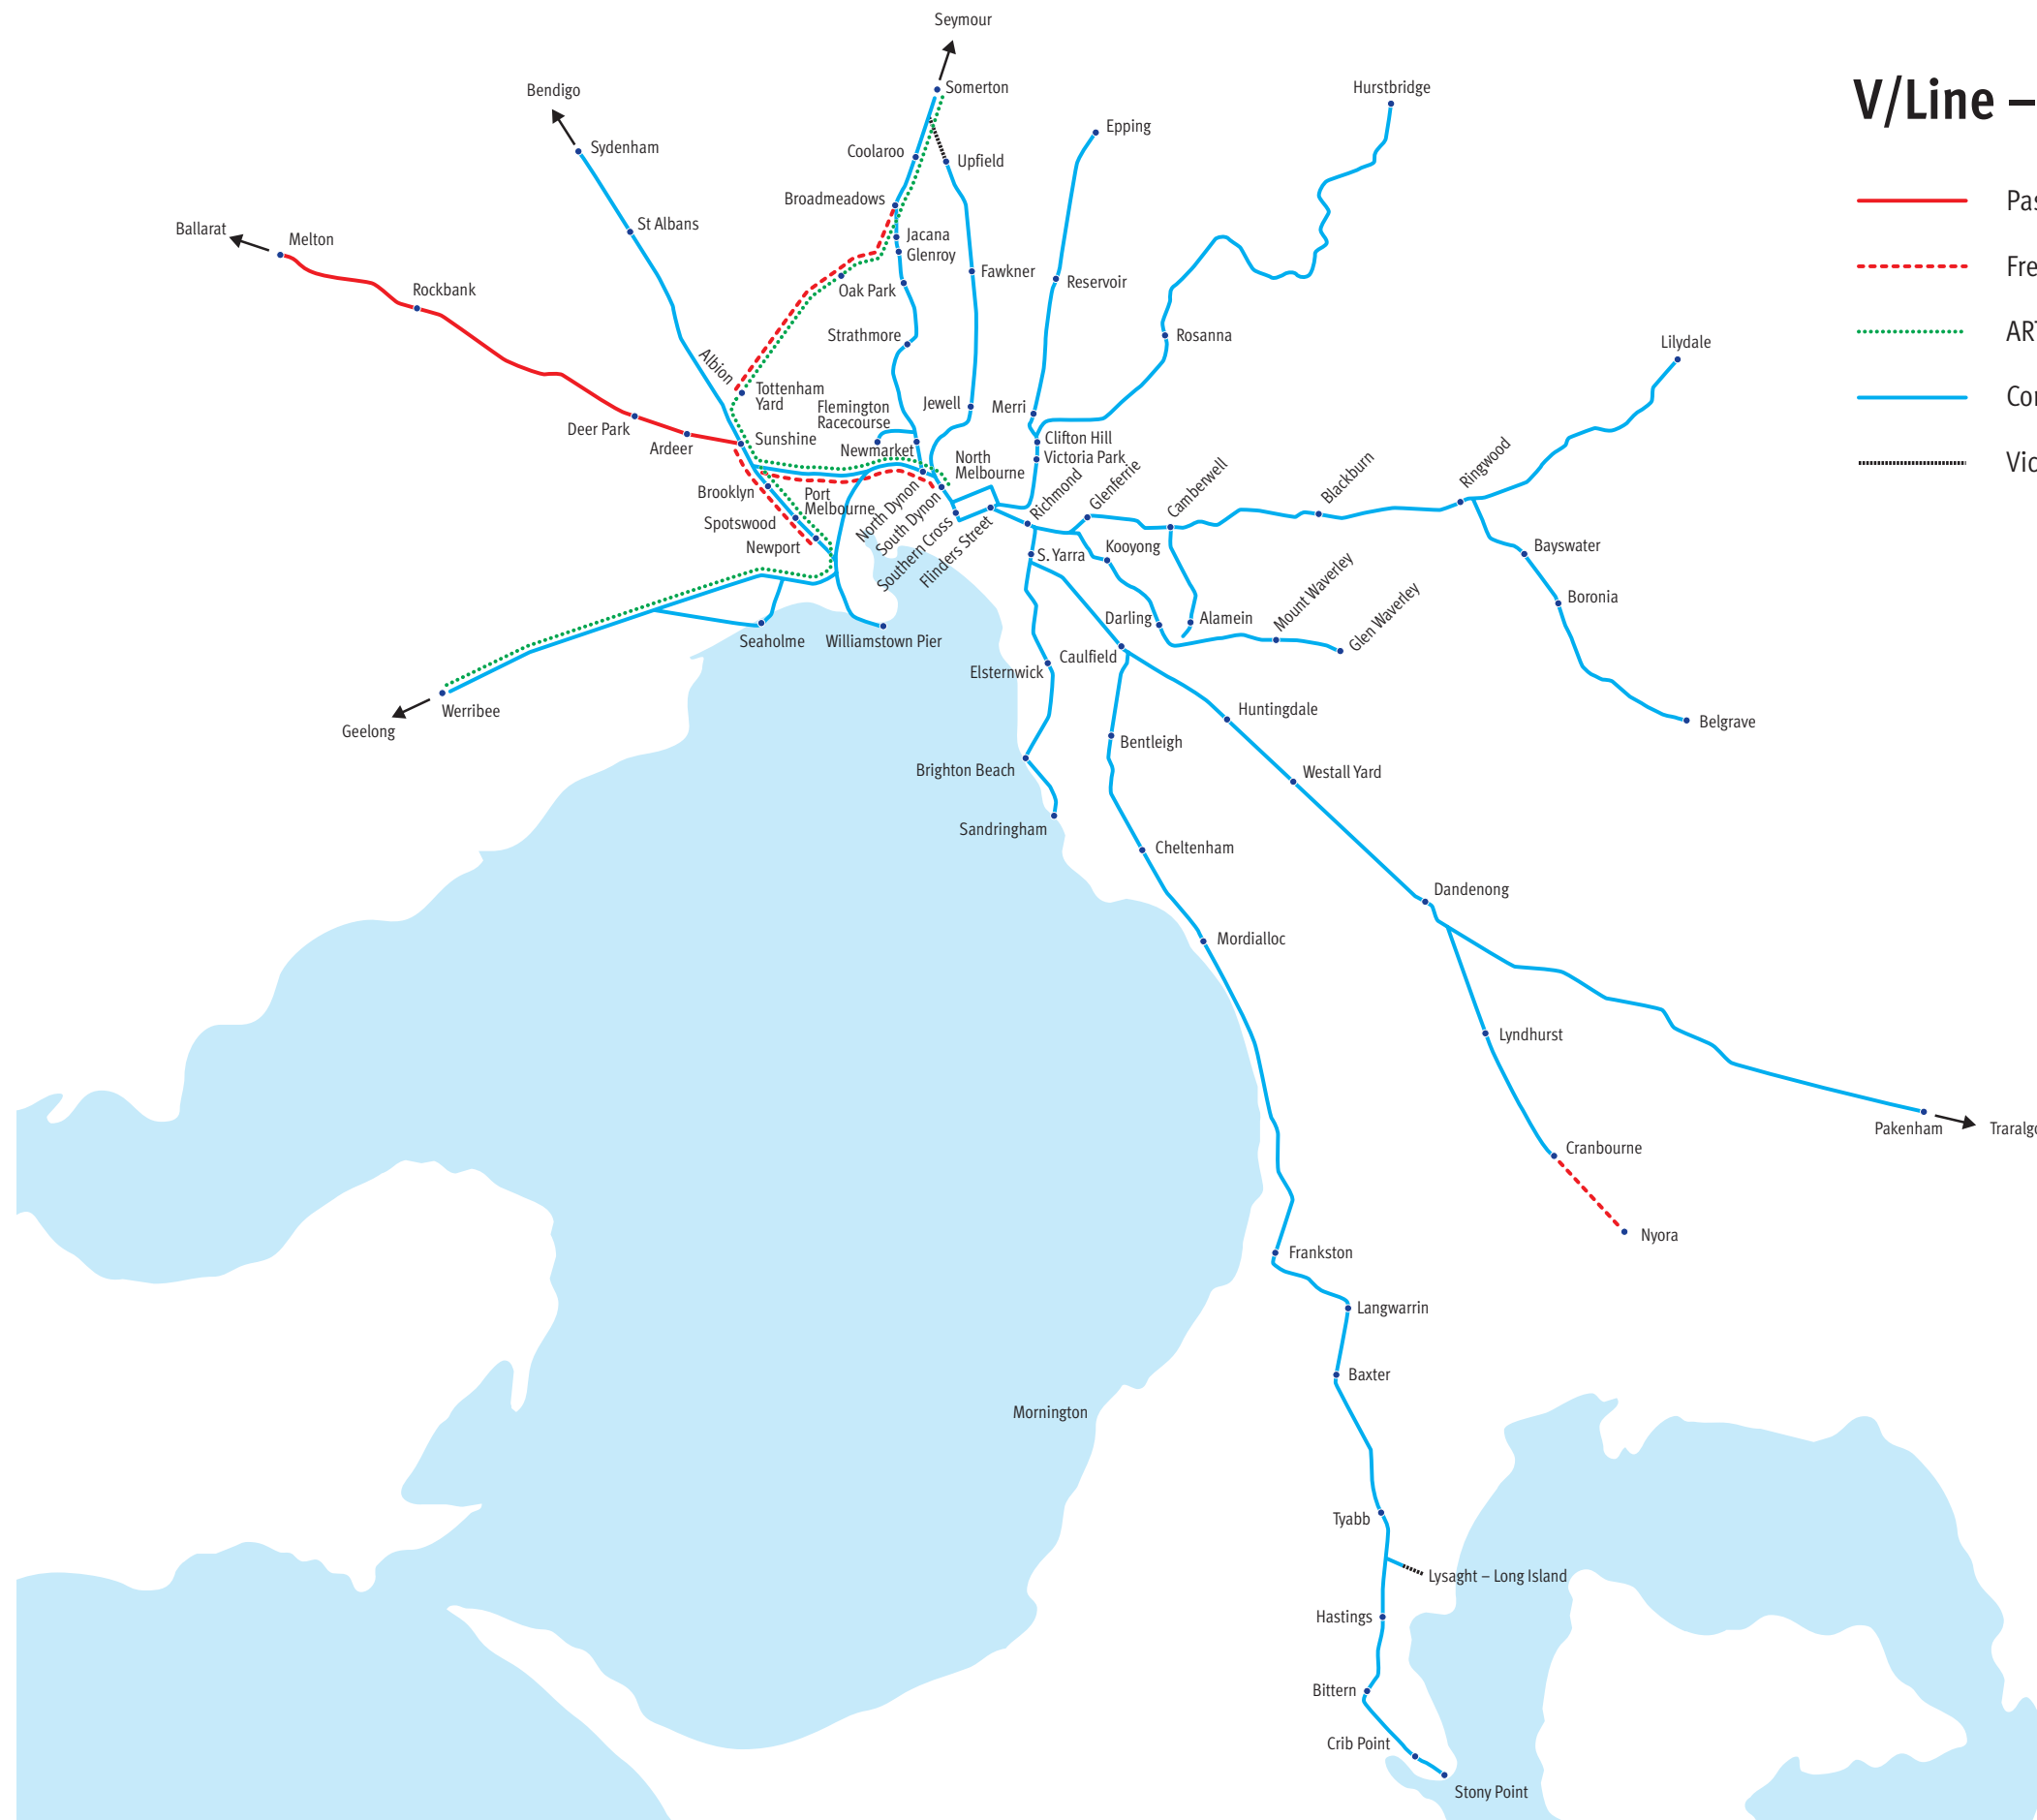 Seymour
Somerton
Bendigo
Hurstbridge
V/Line –
Epping
Sydenham
Coolaroo
Upfield
Broadmeadows
St Albans
Ballarat
Melton
Jacana
Glenroy
Fawkner
Reservoir
Rockbank
Oak Park
Strathmore
Rosanna
Lilydale
Albion
Tottenham
Yard
Flemington
Racecourse
Jewell
Merri
Deer Park
Ardeer
Sunshine
Newmarket
North
Melbourne
Clifton Hill
Victoria Park
Richmond
Glenferrie
Camberwell
Blackburn
Ringwood
Brooklyn
Port
Melbourne
Spotswood
Newport
North Dynon
South Dynon
Southern Cross
Flinders Street
S. Yarra
Kooyong
Bayswater
Boronia
Darling
Alamein
Mount Waverley
Glen Waverley
Seaholme
Williamstown Pier
Elsternwick
Caulfield
Werribee
Geelong
Huntingdale
Belgrave
Bentleigh
Brighton Beach
Westall Yard
Sandringham
Cheltenham
Dandenong
Mordialloc
Lyndhurst
Pakenham
Cranbourne
Nyora
Frankston
Langwarrin
Baxter
Mornington
Tyabb
Lysaght – Long Island
Hastings
Bittern
Crib Point
Stony Point